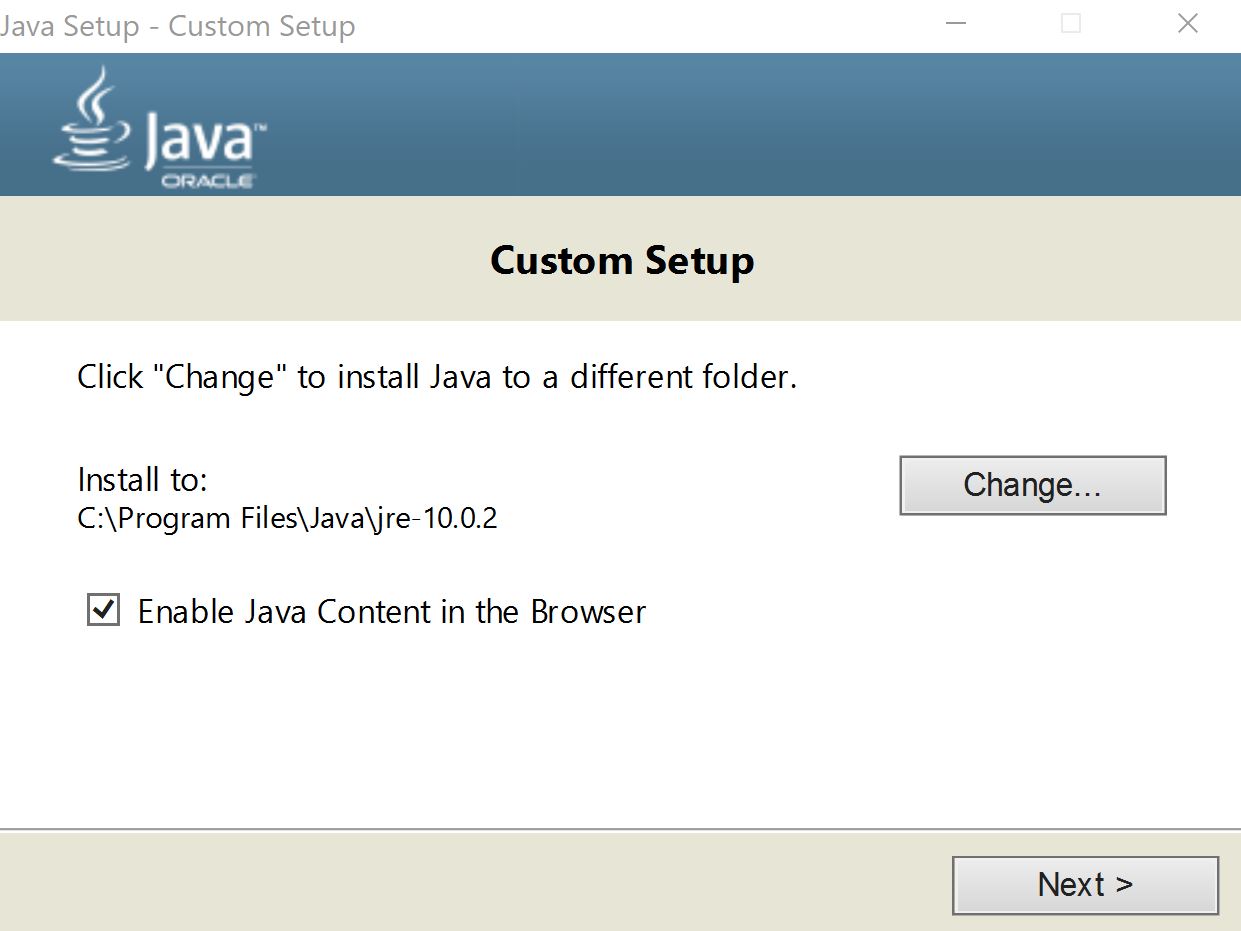 Java Setup - Custom Setup
Java™
ORACLE
Custom Setup
Click "Change" to install Java to a different folder.
Install to:
Change...
C:\Program Files\Java\jre-10.0.2
Enable Java Content in the Browser
Next >